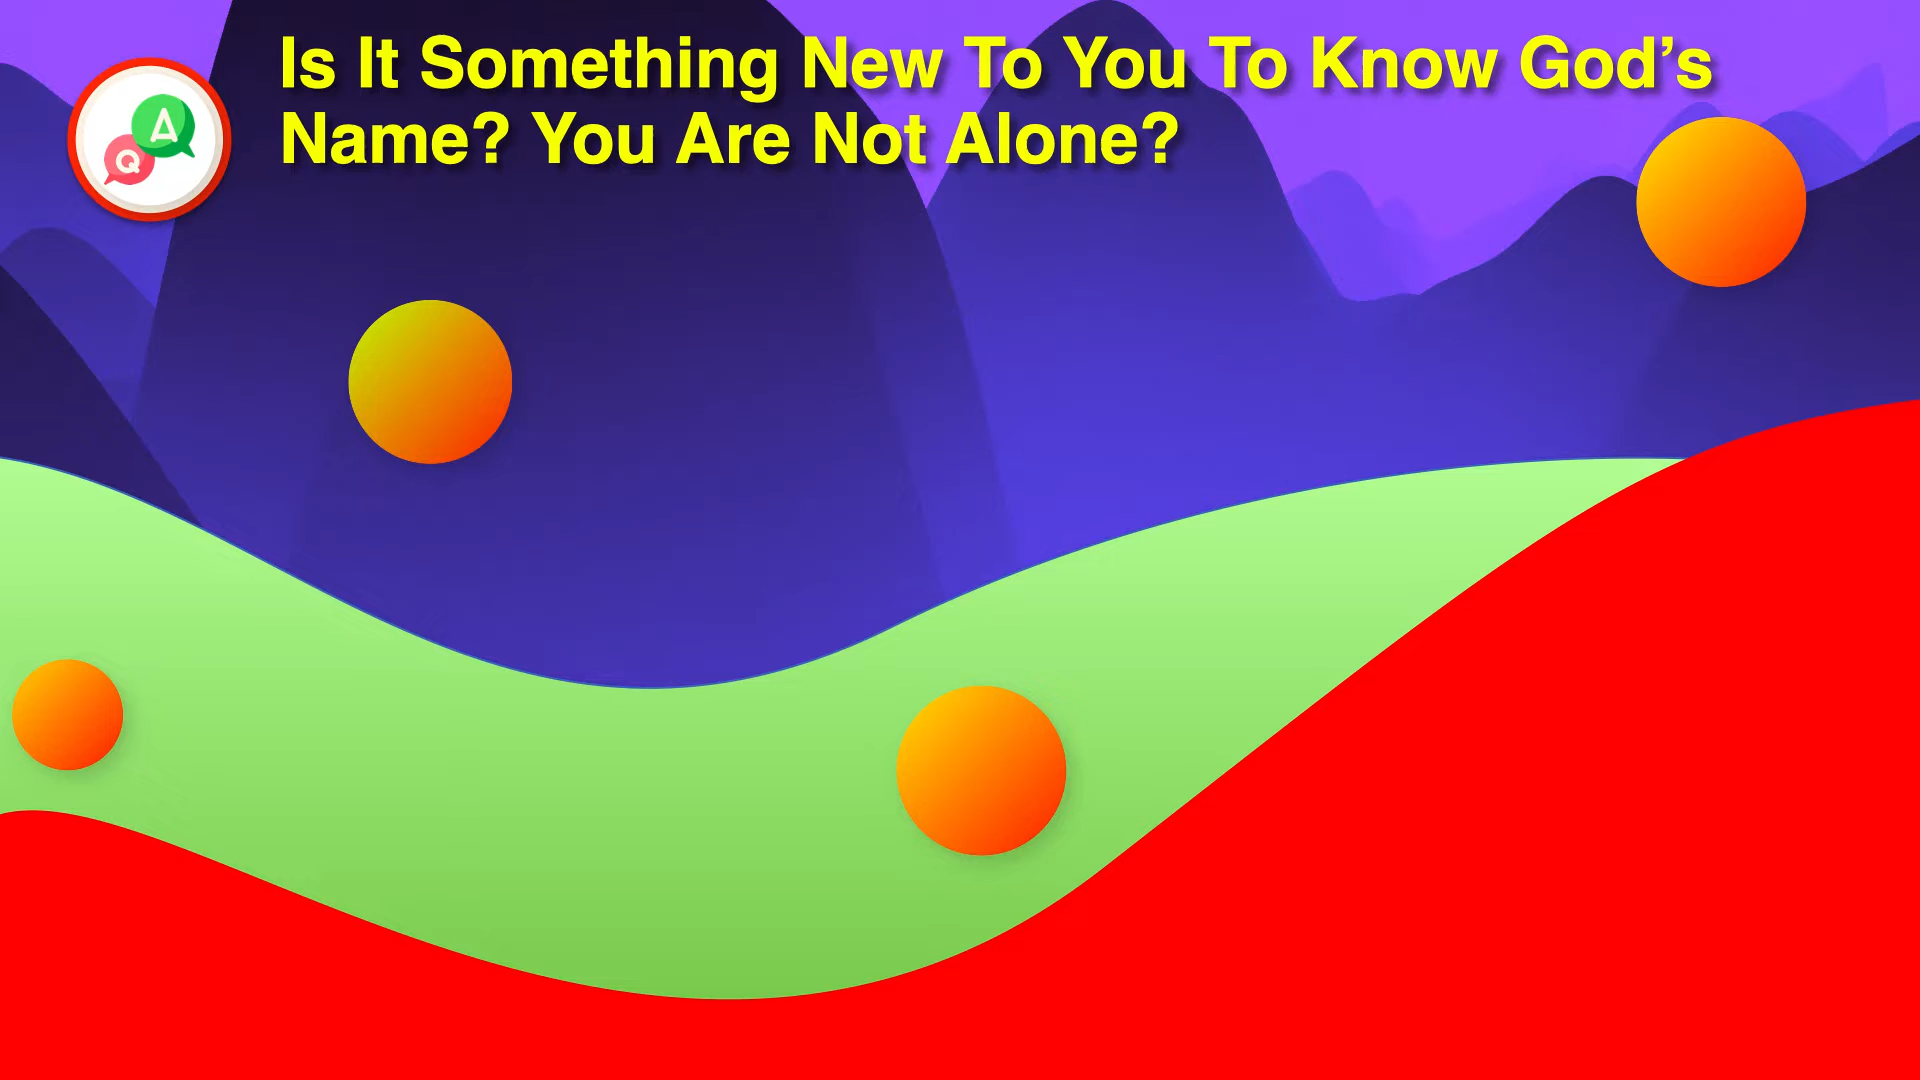 Is It Something New To You To Know God’s
Name? You Are Not Alone?
A
Q